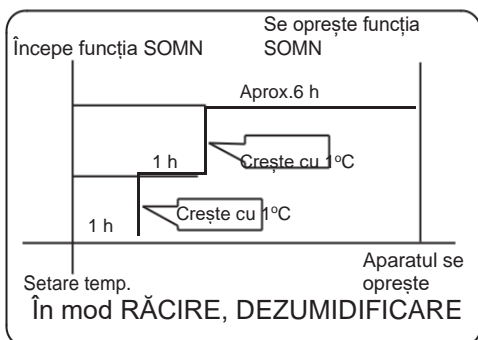 Se oprește funcția
Începe funcția SOMN
SOMN
Aprox.6 h
1 h
Crește cu 1°C
Crește cu 1°C
1 h
Setare temp.
Aparatul se
oprește
În mod RĂCIRE, DEZUMIDIFICARE